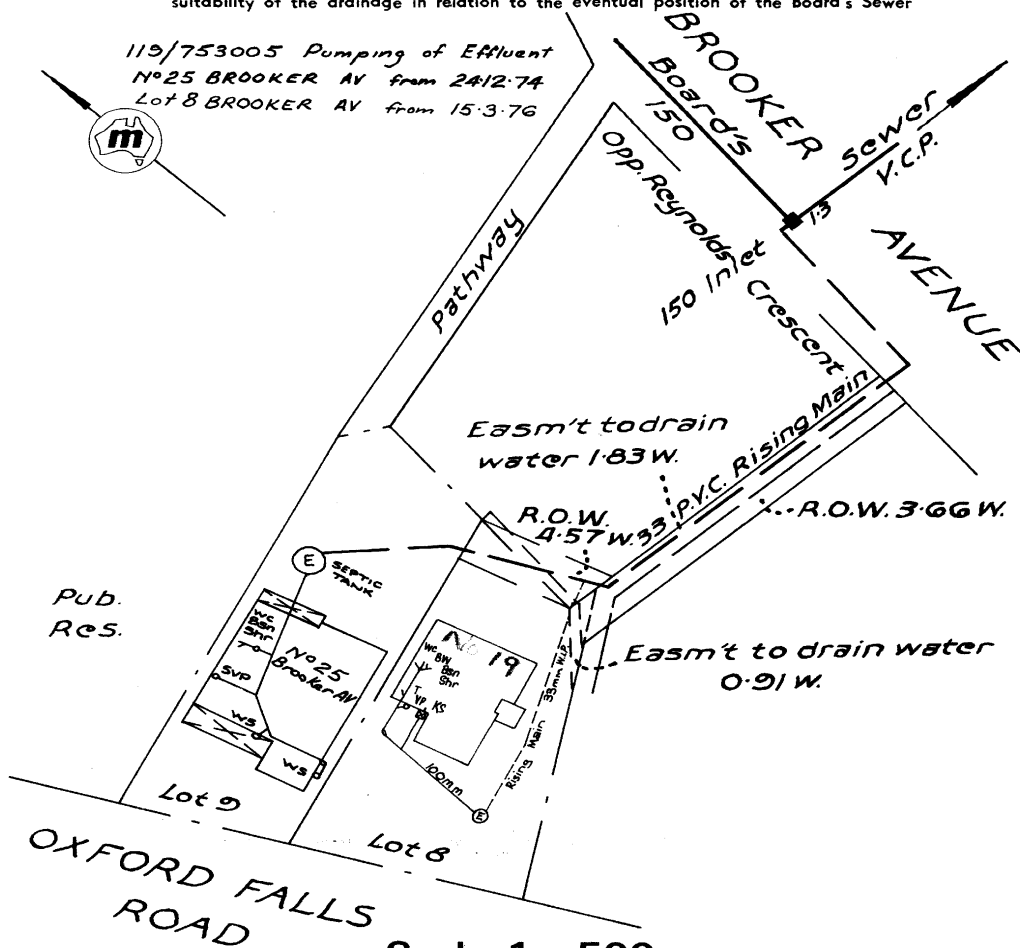 suitability of the drainage in relation to the eventual position of the Board's Sewer
119/753005 Pumping of Effluent
Nº25 BROOKER AV from 24·12·74
Lot 8 BROOKER AV from 15·3·76
m
BROOKER
AVENUE
Board's
150
Sewer
V.C.P.
1·3
Opp. Reynolds Crescent
150 Inlet
Pathway
Easm't to drain
water 1·83 W.
33 P.V.C. Rising Main
R.O.W.
4·57 W.
R.O.W. 3·66 W.
E
SEPTIC
TANK
Pub.
Res.
WC
Bsn
Shr
T
Nº25
Brooker AV
SVP
WS
WS
Lot 9
No 19
WC
BW
Bsn
Shr
T
VP
KS
100mm
Rising Main 33mm W.I.P.
E
Easm't to drain water
0·91 W.
Lot 8
OXFORD FALLS
ROAD